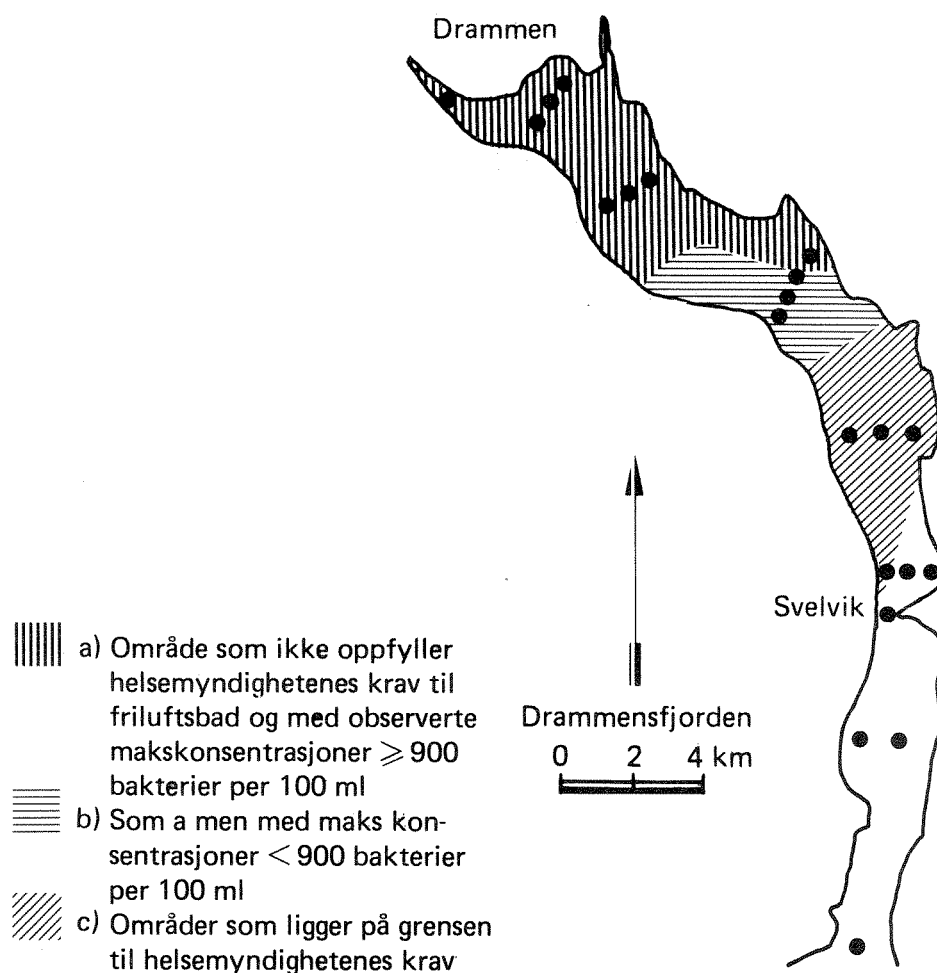 Drammen
Svelvik
Drammensfjorden
0 2 4 km
a) Område som ikke oppfyller
helsemyndighetenes krav til
friluftsbad og med observerte
makskonsentrasjoner ⩾ 900
bakterier per 100 ml
b) Som a men med maks kon-
sentrasjoner < 900 bakterier
per 100 ml
c) Områder som ligger på grensen
til helsemyndighetenes krav